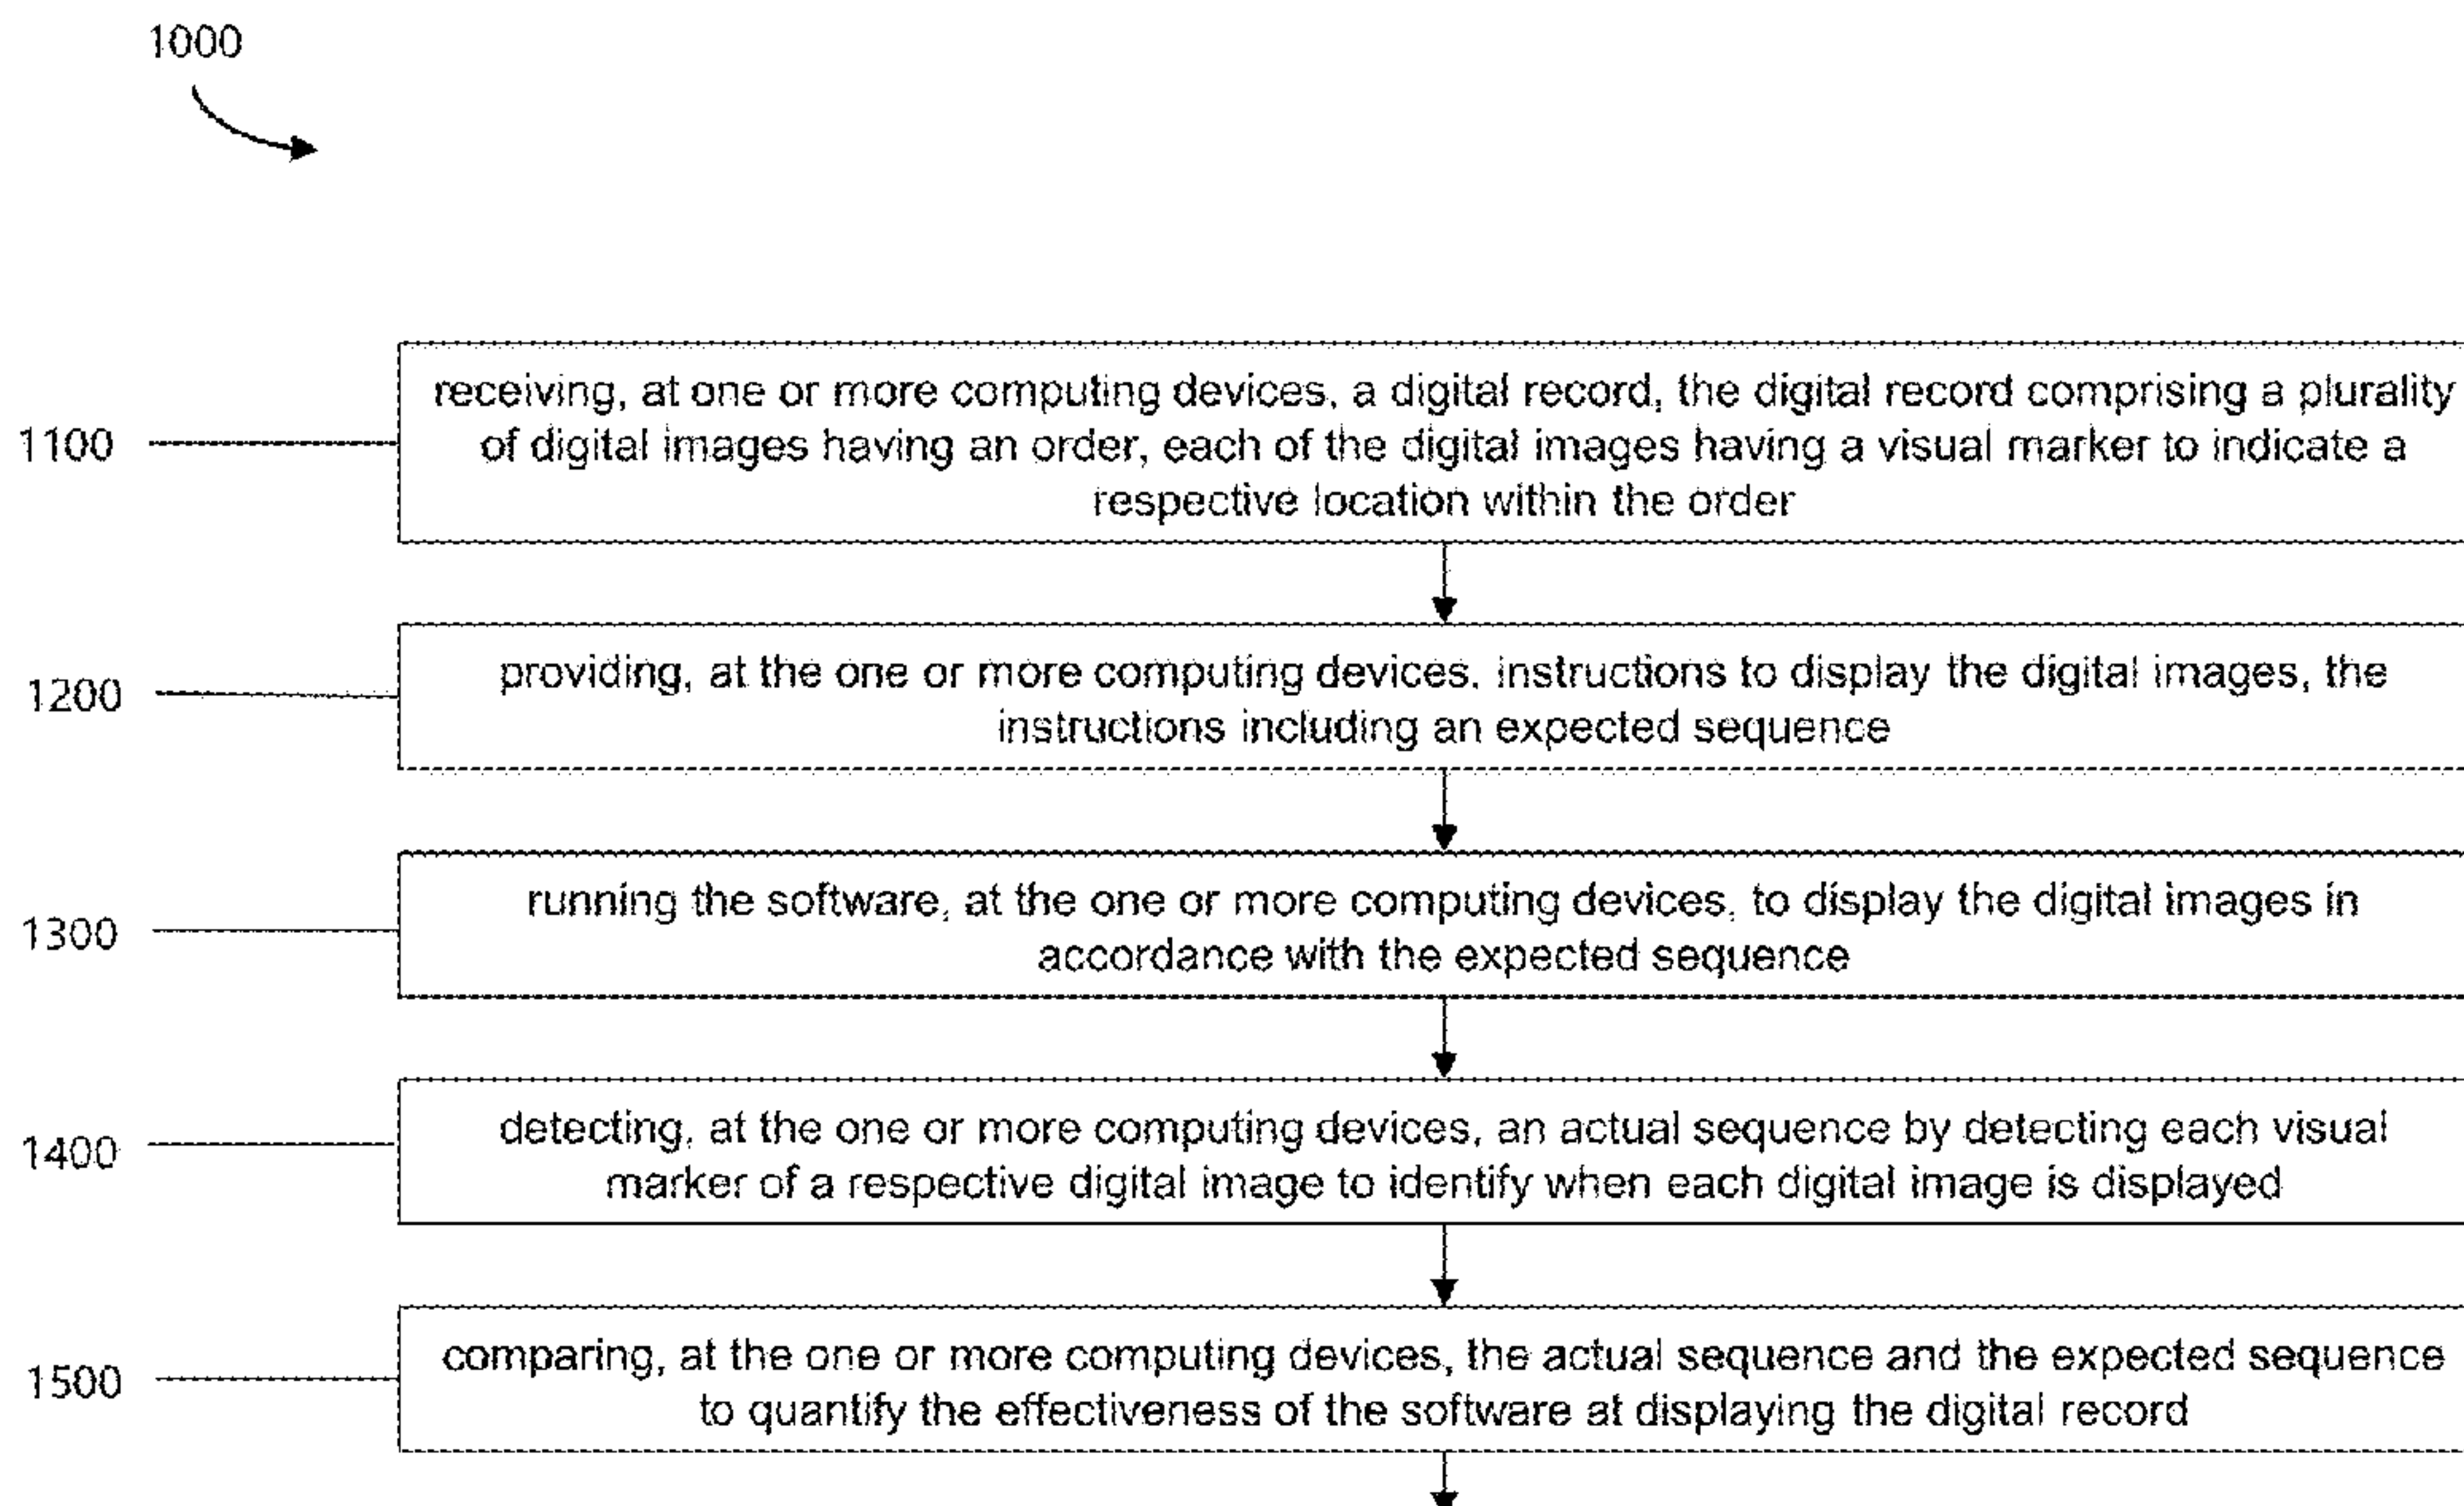 1000
1100
receiving, at one or more computing devices, a digital record, the digital record comprising a plurality
of digital images having an order, each of the digital images having a visual marker to indicate a
respective location within the order
1200
providing, at the one or more computing devices, instructions to display the digital images, the
instructions including an expected sequence
1300
running the software, at the one or more computing devices, to display the digital images in
accordance with the expected sequence
1400
detecting, at the one or more computing devices, an actual sequence by detecting each visual
marker of a respective digital image to identify when each digital image is displayed
1500
comparing, at the one or more computing devices, the actual sequence and the expected sequence
to quantify the effectiveness of the software at displaying the digital record